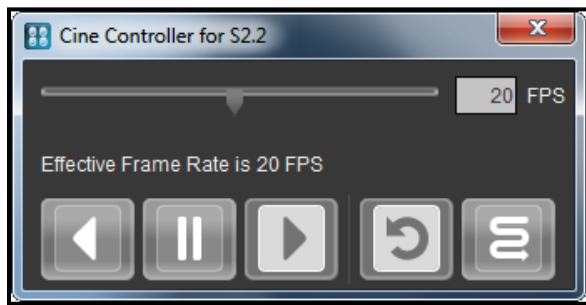 Cine Controller for S2.2
20 FPS
Effective Frame Rate is 20 FPS